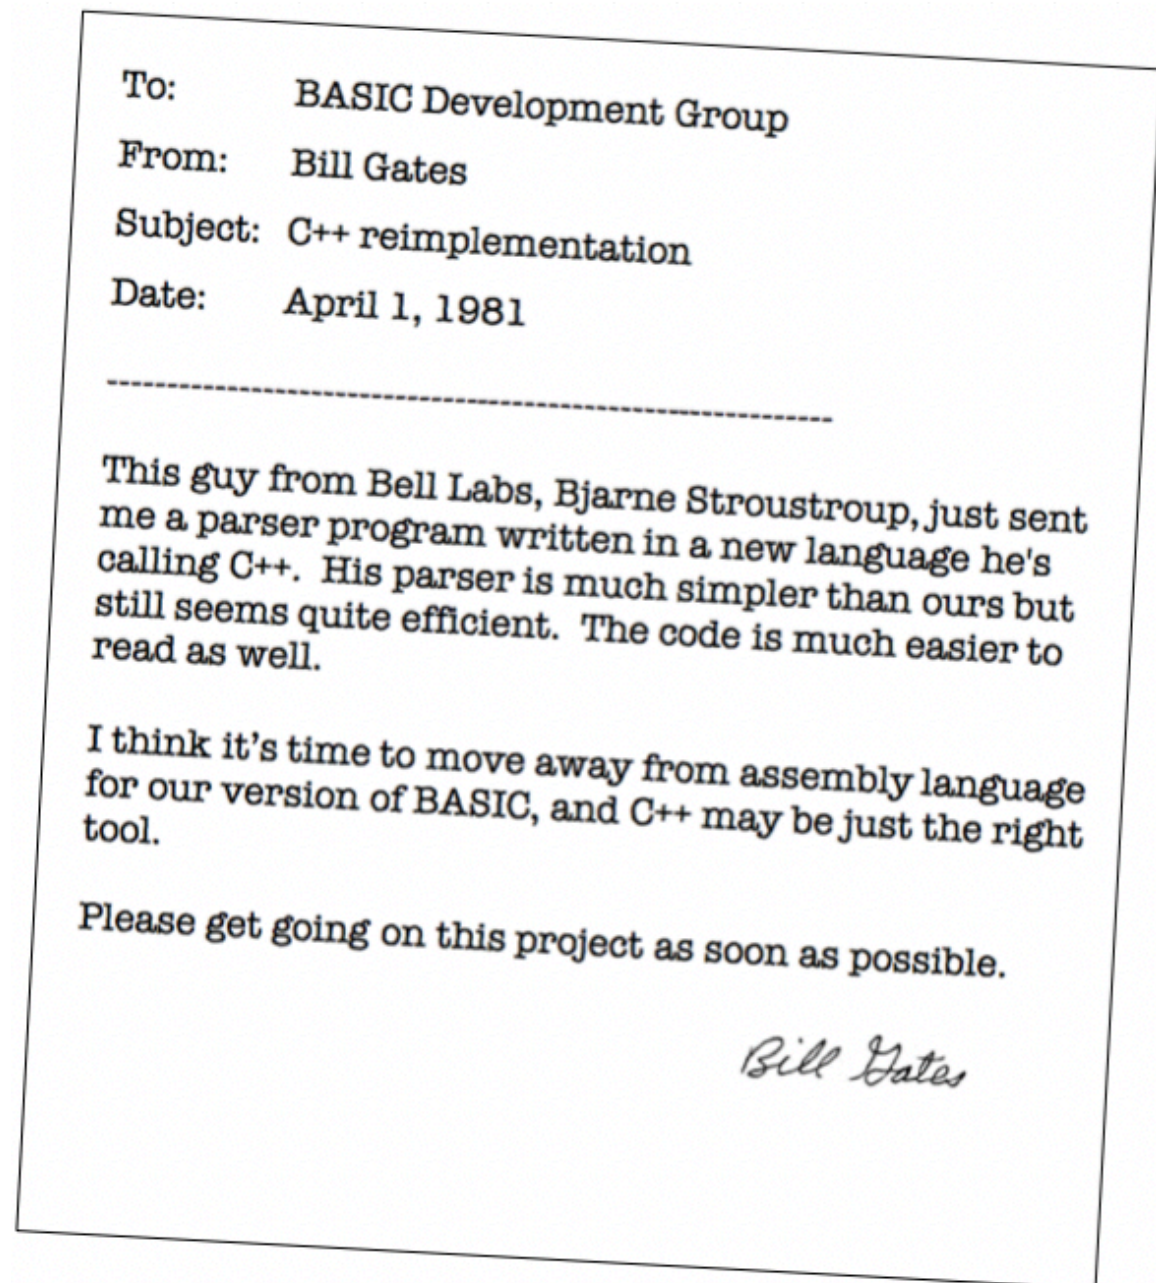 To: BASIC Development Group
From: Bill Gates
Subject: C++ reimplementation
Date: April 1, 1981
------------------------------------------------------------
This guy from Bell Labs, Bjarne Stroustroup, just sent
me a parser program written in a new language he's
calling C++.  His parser is much simpler than ours but
still seems quite efficient.  The code is much easier to
read as well.
I think it’s time to move away from assembly language
for our version of BASIC, and C++ may be just the right
tool.
Please get going on this project as soon as possible.
Bill Gates